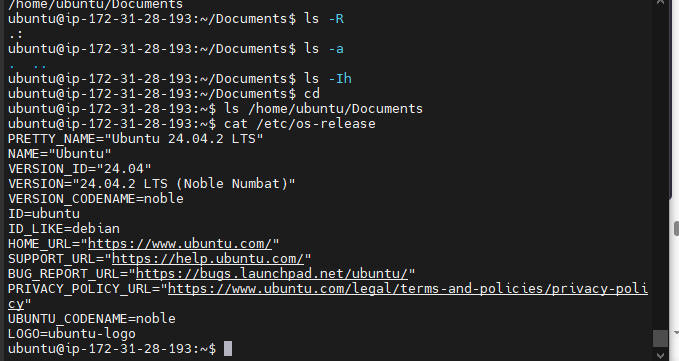 /home/ubuntu/Documents
ubuntu@ip-172-31-28-193:~/Documents$ ls -R
.:
ubuntu@ip-172-31-28-193:~/Documents$ ls -a
.  ..
ubuntu@ip-172-31-28-193:~/Documents$ ls -Ih
ubuntu@ip-172-31-28-193:~/Documents$ cd
ubuntu@ip-172-31-28-193:~$ ls /home/ubuntu/Documents
ubuntu@ip-172-31-28-193:~$ cat /etc/os-release
PRETTY_NAME="Ubuntu 24.04.2 LTS"
NAME="Ubuntu"
VERSION_ID="24.04"
VERSION="24.04.2 LTS (Noble Numbat)"
VERSION_CODENAME=noble
ID=ubuntu
ID_LIKE=debian
HOME_URL="https://www.ubuntu.com/"
SUPPORT_URL="https://help.ubuntu.com/"
BUG_REPORT_URL="https://bugs.launchpad.net/ubuntu/"
PRIVACY_POLICY_URL="https://www.ubuntu.com/legal/terms-and-policies/privacy-poli
cy"
UBUNTU_CODENAME=noble
LOGO=ubuntu-logo
ubuntu@ip-172-31-28-193:~$